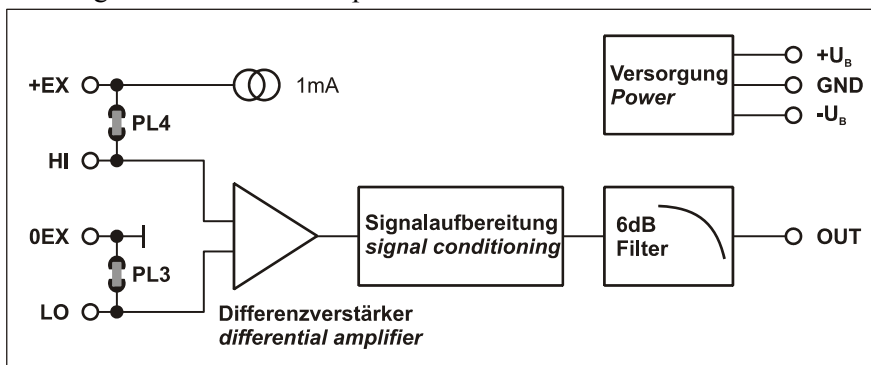 +EX
1mA
PL4
HI
0EX
PL3
LO
Differenzverstärker
differential amplifier
Signalaufbereitung
signal conditioning
6dB
Filter
OUT
Versorgung
Power
+UB
GND
-UB